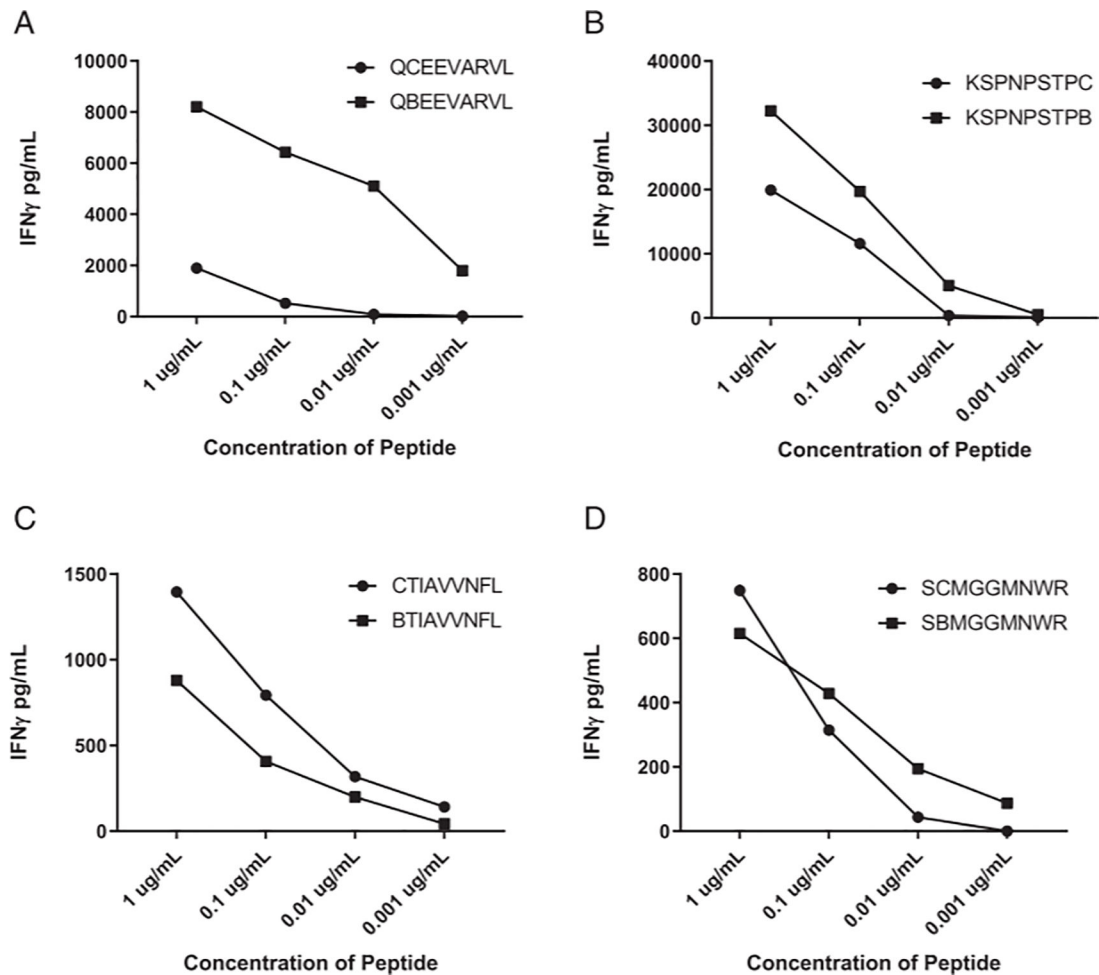 A
10000
8000
6000
4000
2000
0
IFNγ pg/mL
QCEEVARVL
QBEEVARVL
1 ug/mL
0.1 ug/mL
0.01 ug/mL
0.001 ug/mL
Concentration of Peptide
B
40000
30000
20000
10000
0
IFNγ pg/mL
KSPNPSTPC
KSPNPSTPB
1 ug/mL
0.1 ug/mL
0.01 ug/mL
0.001 ug/mL
Concentration of Peptide
C
1500
1000
500
0
IFNγ pg/mL
CTIAVVNFL
BTIAVVNFL
1 ug/mL
0.1 ug/mL
0.01 ug/mL
0.001 ug/mL
Concentration of Peptide
D
800
600
400
200
0
IFNγ pg/mL
SCMGGMNWR
SBMGGMNWR
1 ug/mL
0.1 ug/mL
0.01 ug/mL
0.001 ug/mL
Concentration of Peptide